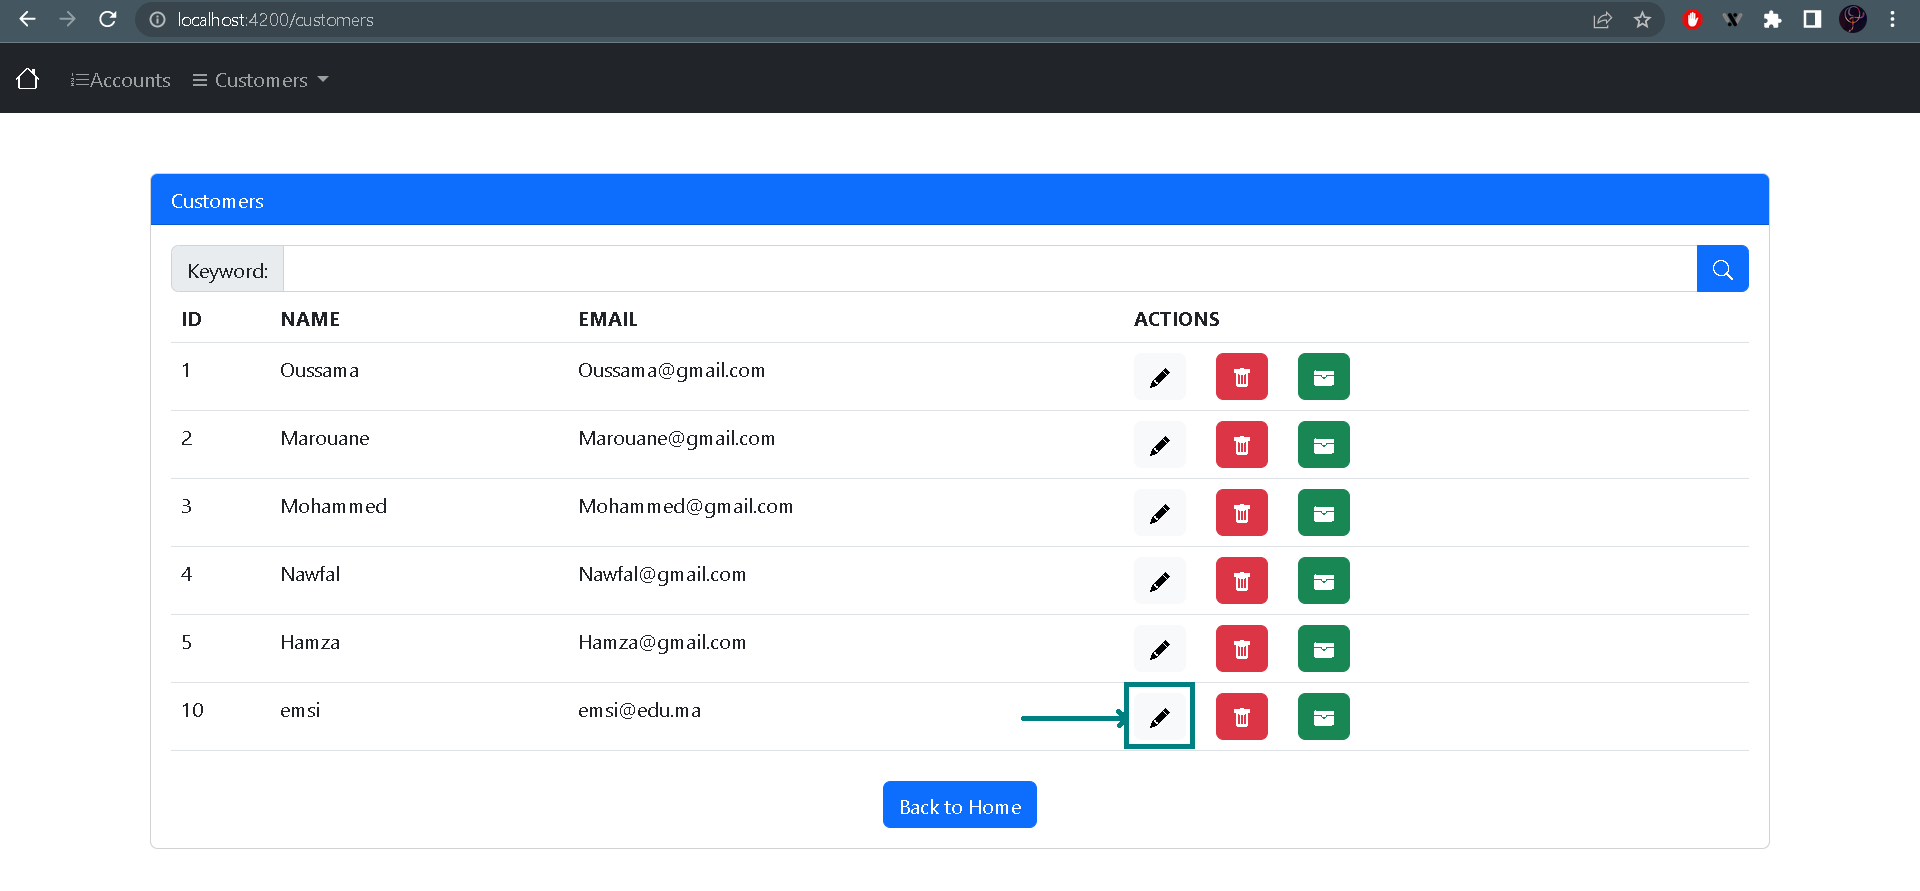 localhost:4200/customers
Accounts Customers
Customers
Keyword:
ID NAME EMAIL ACTIONS
1 Oussama Oussama@gmail.com
2 Marouane Marouane@gmail.com
3 Mohammed Mohammed@gmail.com
4 Nawfal Nawfal@gmail.com
5 Hamza Hamza@gmail.com
10 emsi emsi@edu.ma
Back to Home